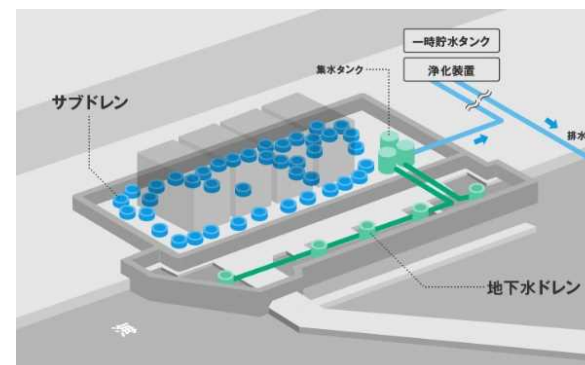 一時貯水タンク
浄化装置
集水タンク
排水
サブドレン
地下水ドレン
海